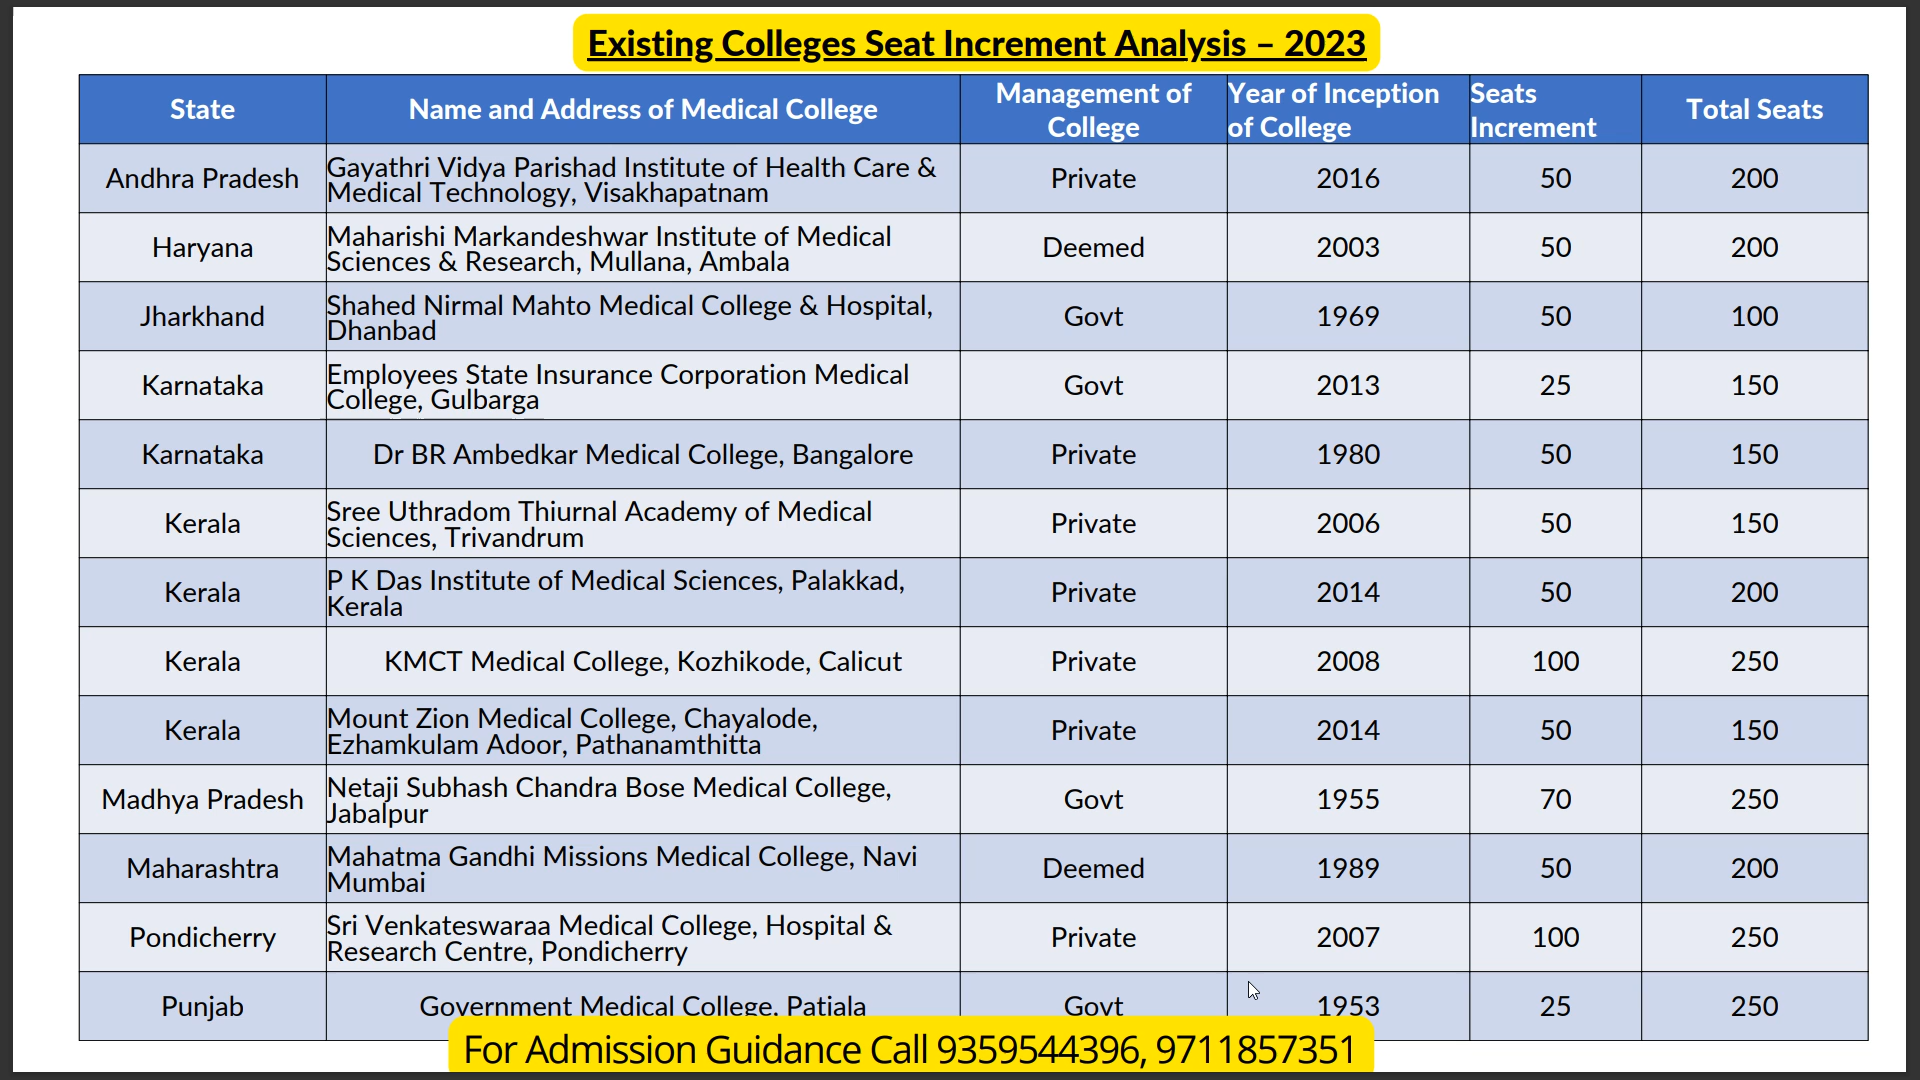 Existing Colleges Seat Increment Analysis – 2023
State Name and Address of Medical College Management of College Year of Inception of College Seats Increment Total Seats
Andhra Pradesh Gayathri Vidya Parishad Institute of Health Care & Medical Technology, Visakhapatnam Private 2016 50 200
Haryana Maharishi Markandeshwar Institute of Medical Sciences & Research, Mullana, Ambala Deemed 2003 50 200
Jharkhand Shahed Nirmal Mahto Medical College & Hospital, Dhanbad Govt 1969 50 100
Karnataka Employees State Insurance Corporation Medical College, Gulbarga Govt 2013 25 150
Karnataka Dr BR Ambedkar Medical College, Bangalore Private 1980 50 150
Kerala Sree Uthradom Thiurnal Academy of Medical Sciences, Trivandrum Private 2006 50 150
Kerala P K Das Institute of Medical Sciences, Palakkad, Kerala Private 2014 50 200
Kerala KMCT Medical College, Kozhikode, Calicut Private 2008 100 250
Kerala Mount Zion Medical College, Chayalode, Ezhamkulam Adoor, Pathanamthitta Private 2014 50 150
Madhya Pradesh Netaji Subhash Chandra Bose Medical College, Jabalpur Govt 1955 70 250
Maharashtra Mahatma Gandhi Missions Medical College, Navi Mumbai Deemed 1989 50 200
Pondicherry Sri Venkateswaraa Medical College, Hospital & Research Centre, Pondicherry Private 2007 100 250
Punjab Government Medical College, Patiala Govt 1953 25 250
For Admission Guidance Call 9359544396, 9711857351